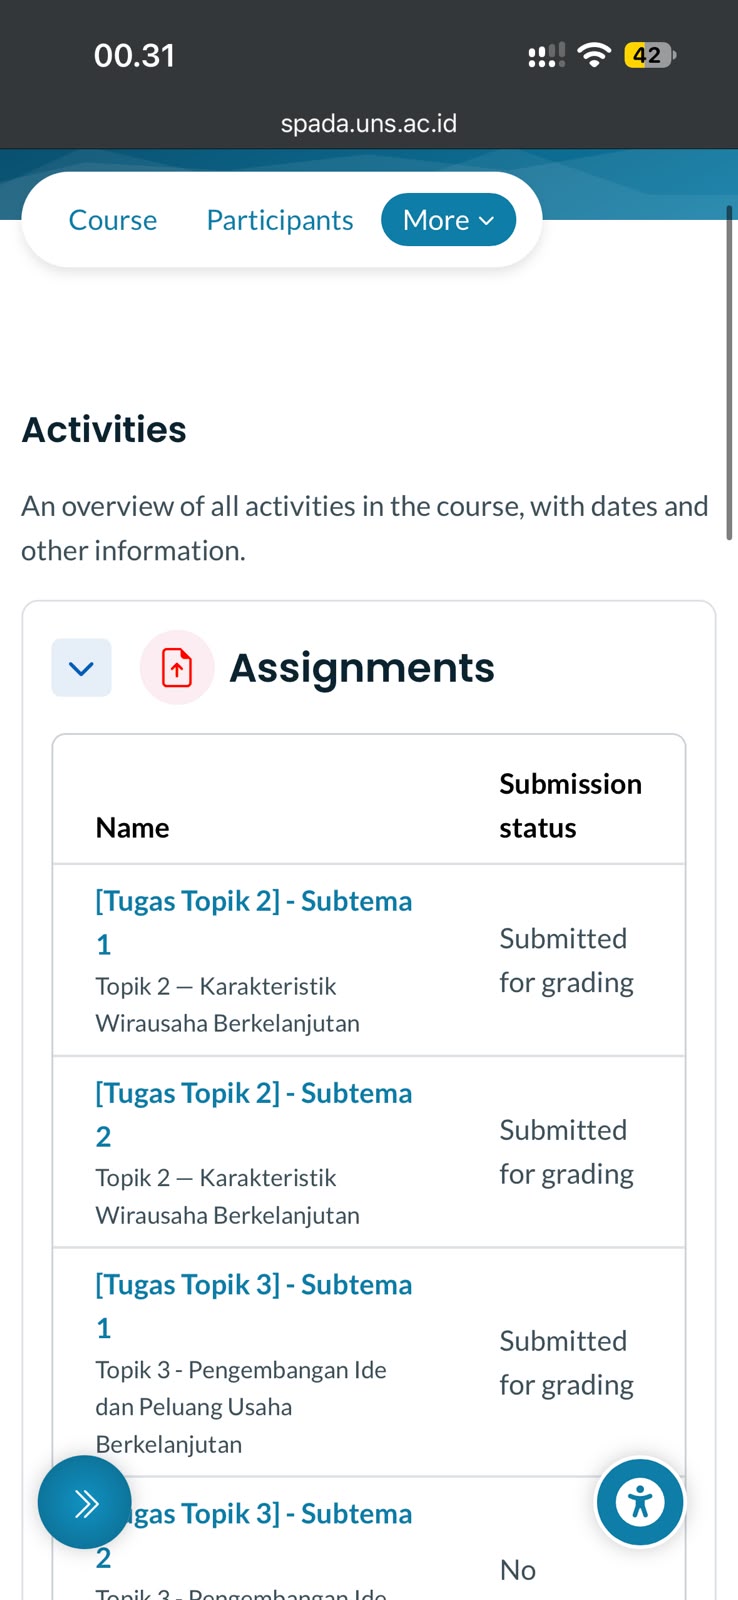 00.31
42
spada.uns.ac.id
Course Participants More
Activities
An overview of all activities in the course, with dates and
other information.
Assignments
Submission
Name status
[Tugas Topik 2] - Subtema
1
Topik 2 — Karakteristik
Wirausaha Berkelanjutan
Submitted
for grading
[Tugas Topik 2] - Subtema
2
Topik 2 — Karakteristik
Wirausaha Berkelanjutan
Submitted
for grading
[Tugas Topik 3] - Subtema
1
Topik 3 - Pengembangan Ide
dan Peluang Usaha
Berkelanjutan
Submitted
for grading
gas Topik 3] - Subtema
2
Topik 3 - Pengembangan Ide
No